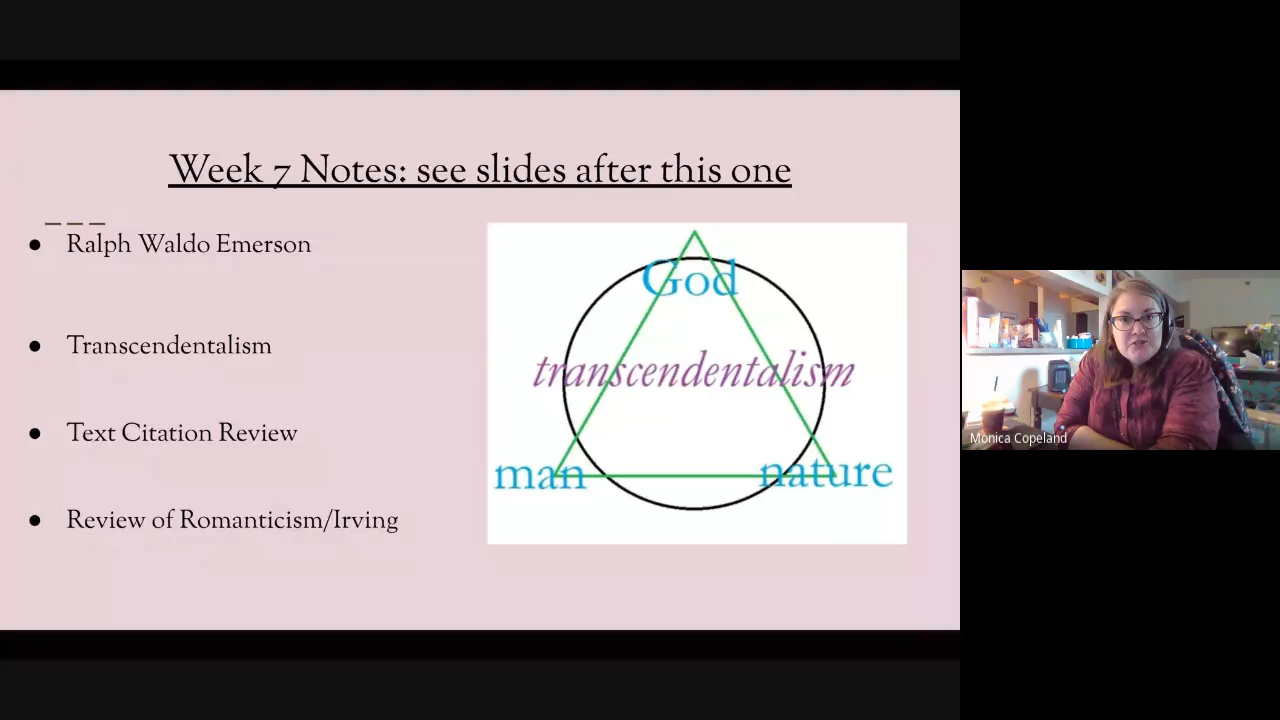 Week 7 Notes: see slides after this one
Ralph Waldo Emerson
Transcendentalism
Text Citation Review
Review of Romanticism/Irving
God
transcendentalism
man
nature
Monica Copeland